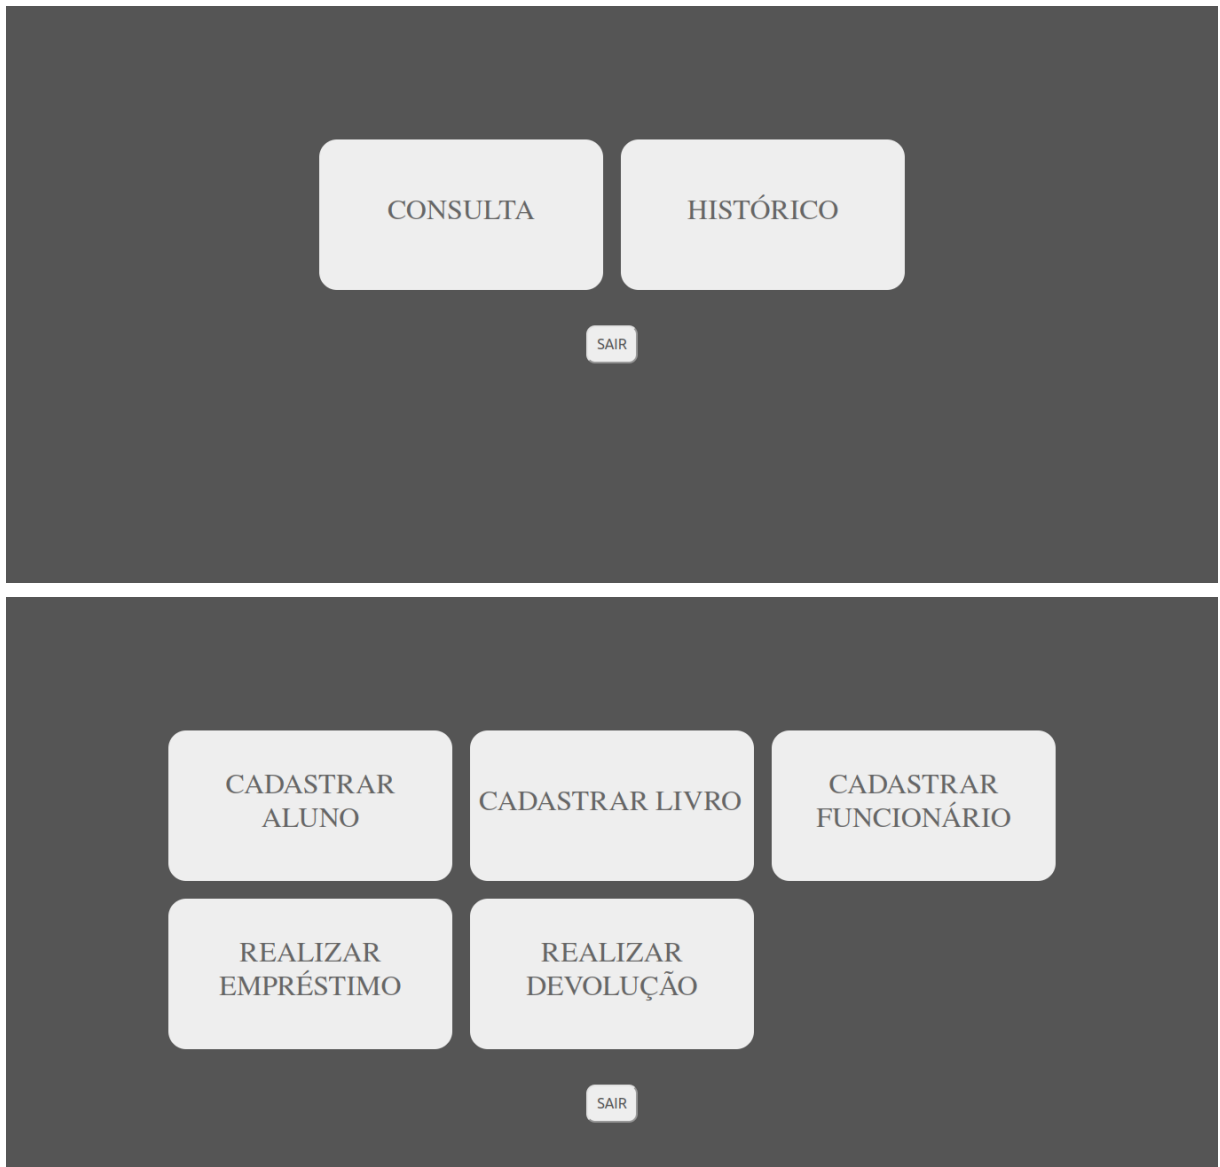 CONSULTA
HISTÓRICO
SAIR
CADASTRAR
ALUNO
CADASTRAR LIVRO
CADASTRAR
FUNCIONÁRIO
REALIZAR
EMPRÉSTIMO
REALIZAR
DEVOLUÇÃO
SAIR